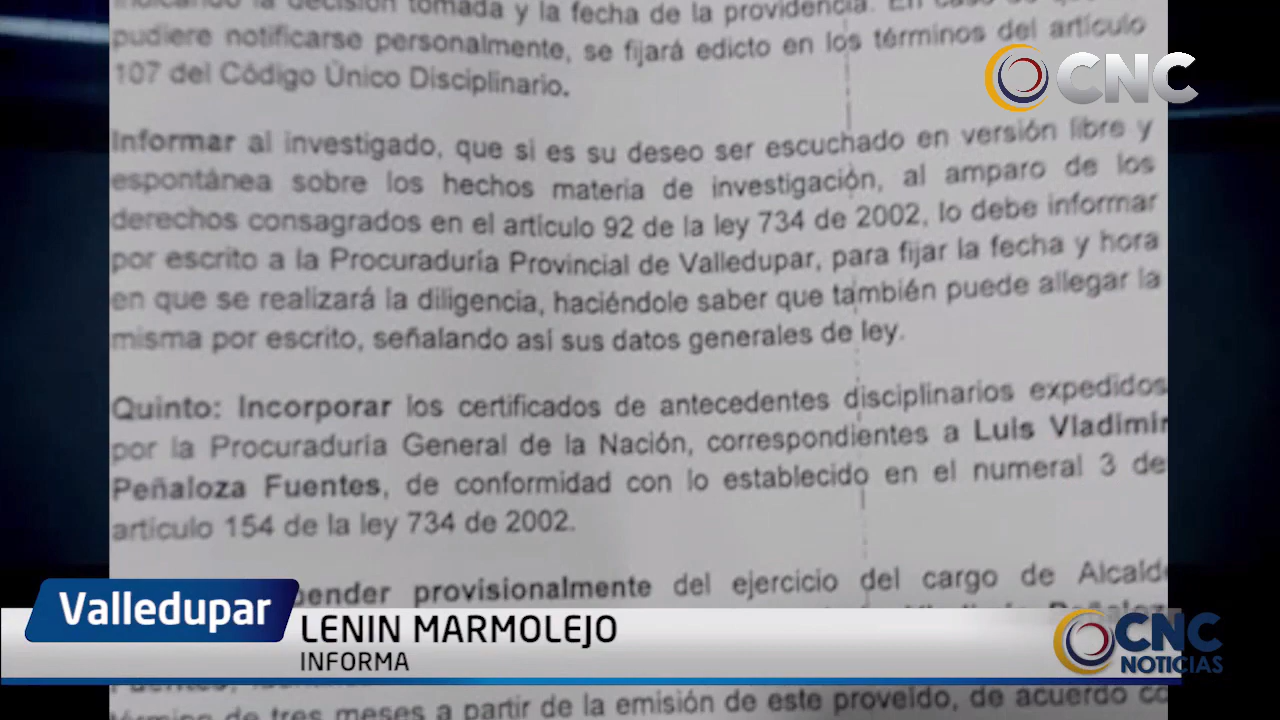 tomada y la fecha de la providencia.
pudiere notificarse personalmente, se fijará edicto en los términos del artículo
107 del Código Único Disciplinario.
CNC
Informar al investigado, que si es su deseo ser escuchado en versión libre y
espontánea sobre los hechos materia de investigación, al amparo de los
derechos consagrados en el artículo 92 de la ley 734 de 2002, lo debe informar
por escrito a la Procuraduría Provincial de Valledupar, para fijar la fecha y hora
en que se realizará la diligencia, haciéndole saber que también puede allegar la
misma por escrito, señalando así sus datos generales de ley.
Quinto: Incorporar los certificados de antecedentes disciplinarios expedidos
por la Procuraduría General de la Nación, correspondientes a Luis Vladimir
Peñaloza Fuentes, de conformidad con lo establecido en el numeral 3 de
artículo 154 de la ley 734 de 2002.
provisionalmente del ejercicio del cargo de
Valledupar
LENIN MARMOLEJO
INFORMA
CNC
NOTICIAS
de tres meses a partir de la emisión de este proveído, de acuerdo